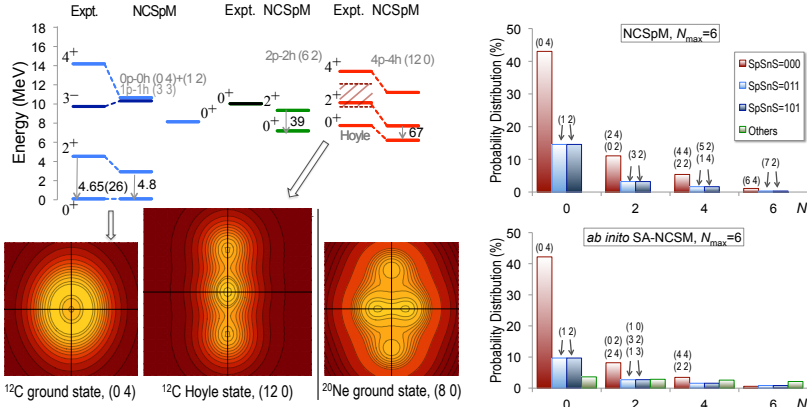 Expt. NCSpM
Expt. NCSpM
Expt. NCSpM
Energy (MeV)
18
16
14
12
10
8
6
4
2
0
4+
3−
2+
0+
0p-0h (0 4)+(1 2)
1p-1h (3 3)
4.65(26)
4.8
0+
0+
2p-2h (6 2)
0+
2+
39
0+
4p-4h (12 0)
4+
2+
0+
Hoyle
67
12C ground state, (0 4)
12C Hoyle state, (12 0)
20Ne ground state, (8 0)
NCSpM, Nmax=6
Probability Distribution (%)
50
40
30
20
10
0
(0 4)
(1 2)
(2 4)
(0 2)
(3 2)
(4 4)
(2 2)
(5 2)
(1 4)
(6 4)
(7 2)
SpSnS=000
SpSnS=011
SpSnS=101
Others
0 2 4 6 N
ab inito SA-NCSM, Nmax=6
Probability Distribution (%)
50
40
30
20
10
0
(0 4)
(1 2)
(0 2)
(2 4)
(1 0)
(3 2)
(1 3)
(4 4)
(2 2)
0 2 4 6 N